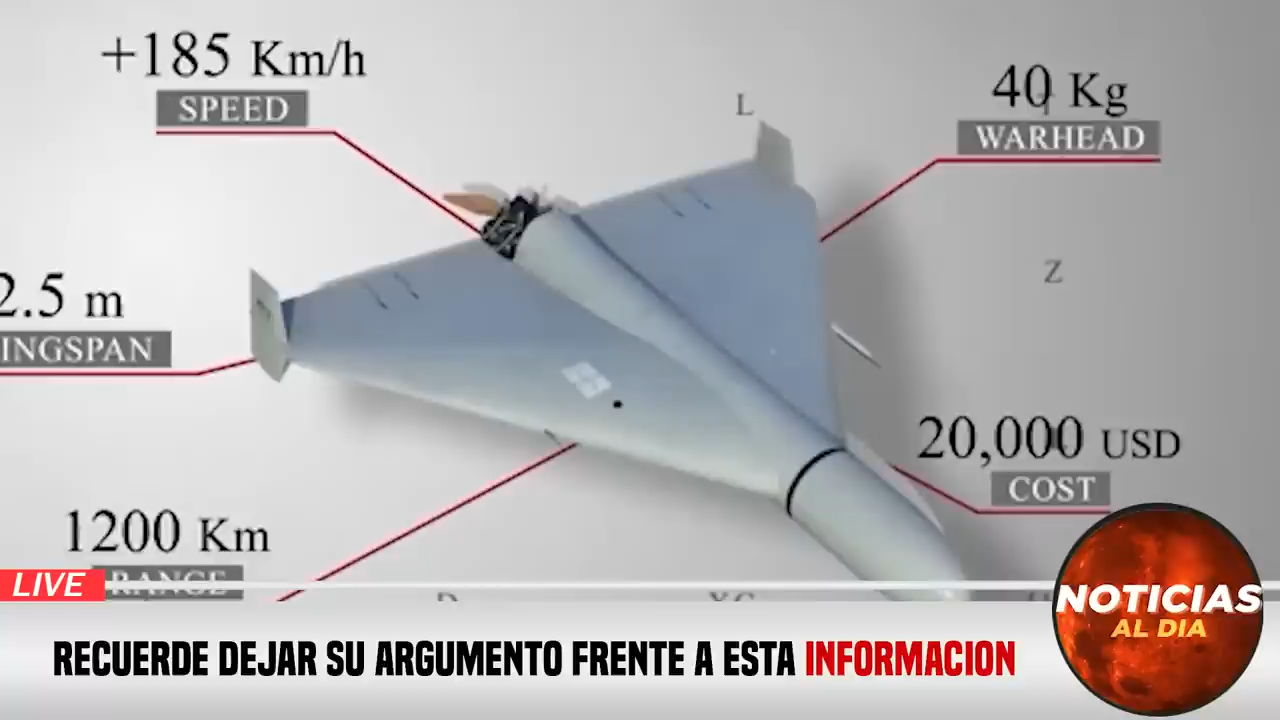 +185 Km/h
SPEED
40 Kg
WARHEAD
L
Z
2.5 m
INGSPAN
20,000 USD
COST
1200 Km
RANGE
LIVE
NOTICIAS
AL DIA
RECUERDE DEJAR SU ARGUMENTO FRENTE A ESTA INFORMACION